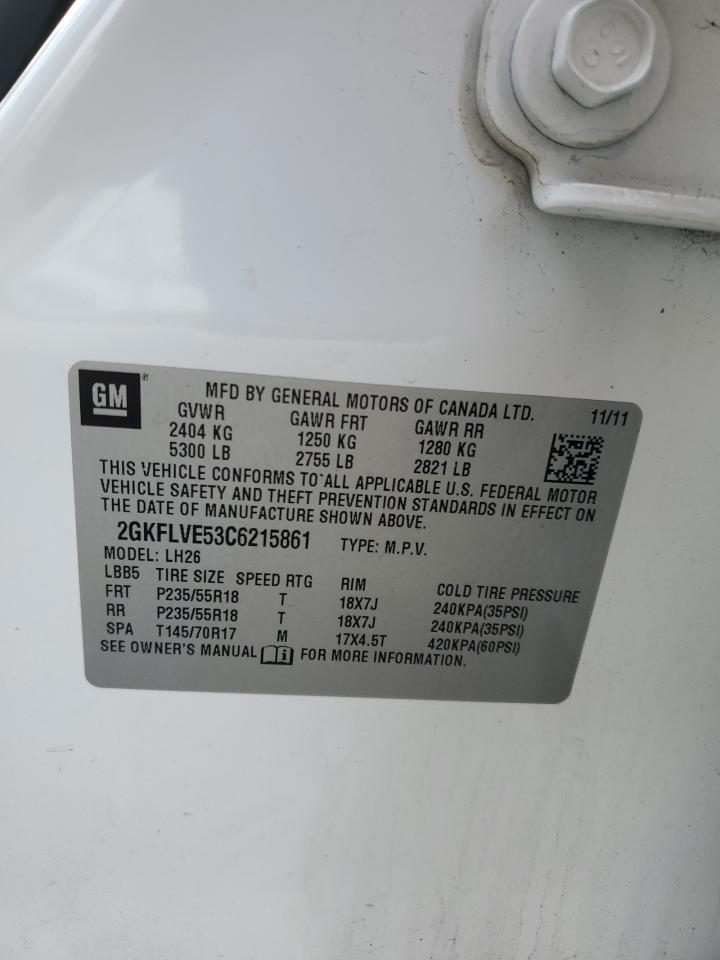 GM ® MFD BY GENERAL MOTORS OF CANADA LTD. 11/11
GVWR GAWR FRT GAWR RR
2404 KG 1250 KG 1280 KG
5300 LB 2755 LB 2821 LB
THIS VEHICLE CONFORMS TO ALL APPLICABLE U.S. FEDERAL MOTOR
VEHICLE SAFETY AND THEFT PREVENTION STANDARDS IN EFFECT ON
THE DATE OF MANUFACTURE SHOWN ABOVE.
2GKFLVE53C6215861 TYPE: M.P.V.
MODEL: LH26
LBB5 TIRE SIZE SPEED RTG RIM COLD TIRE PRESSURE
FRT P235/55R18 T 18X7J 240KPA(35PSI)
RR P235/55R18 T 18X7J 240KPA(35PSI)
SPA T145/70R17 M 17X4.5T 420KPA(60PSI)
SEE OWNER'S MANUAL i FOR MORE INFORMATION.